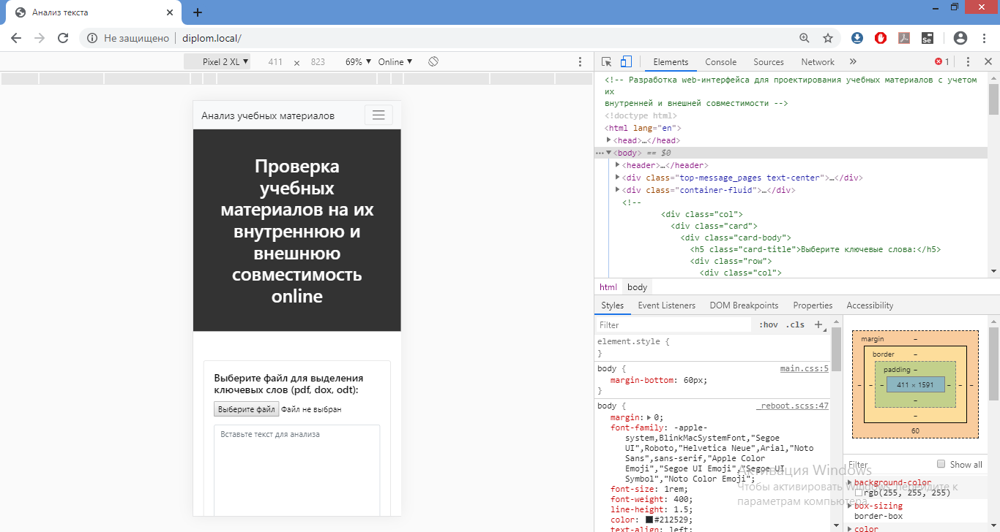 Анализ текста
Не защищено
diplom.local/
Pixel 2 XL ▼ 411 × 823 69% ▼ Online ▼
Elements Console Sources Network » 1
Анализ учебных материалов
Проверка
учебных
материалов на их
внутреннюю и
внешнюю
совместимость
online
Выберите файл для выделения
ключевых слов (pdf, dox, odt):
Выберите файл Файл не выбран
Вставьте текст для анализа
<!-- Разработка web-интерфейса для проектирования учебных материалов с учетом
их
внутренней и внешней совместимости -->
<!doctype html>
<html lang="en">
<head>…</head>
<body> == $0
<header>…</header>
<div class="top-message_pages text-center">…</div>
<div class="container-fluid">…</div>
<!--
<div class="col">
<div class="card">
<div class="card-body">
<h5 class="card-title">Выберите ключевые слова:</h5>
<div class="row">
<div class="col">
html body
Styles Event Listeners DOM Breakpoints Properties Accessibility
Filter :hov .cls +
element.style {
}
body { main.css:5
margin-bottom: 60px;
}
body { _reboot.scss:47
margin: 0;
font-family: -apple-
system,BlinkMacSystemFont,"Segoe
UI",Roboto,"Helvetica Neue",Arial,"Noto
Sans",sans-serif,"Apple Color
Emoji","Segoe UI Emoji","Segoe UI
Symbol","Noto Color Emoji";
font-size: 1rem;
font-weight: 400;
line-height: 1.5;
color: #212529;
text-align: left;
margin –
border –
padding –
– – – 411 × 1591 – – –
–
–
60
Filter Show all
background-color
rgb(255, 255, 255)
box-sizing
border-box
color
Активация Windows
Чтобы активировать Windows, перейдите к
параметрам компьютера.